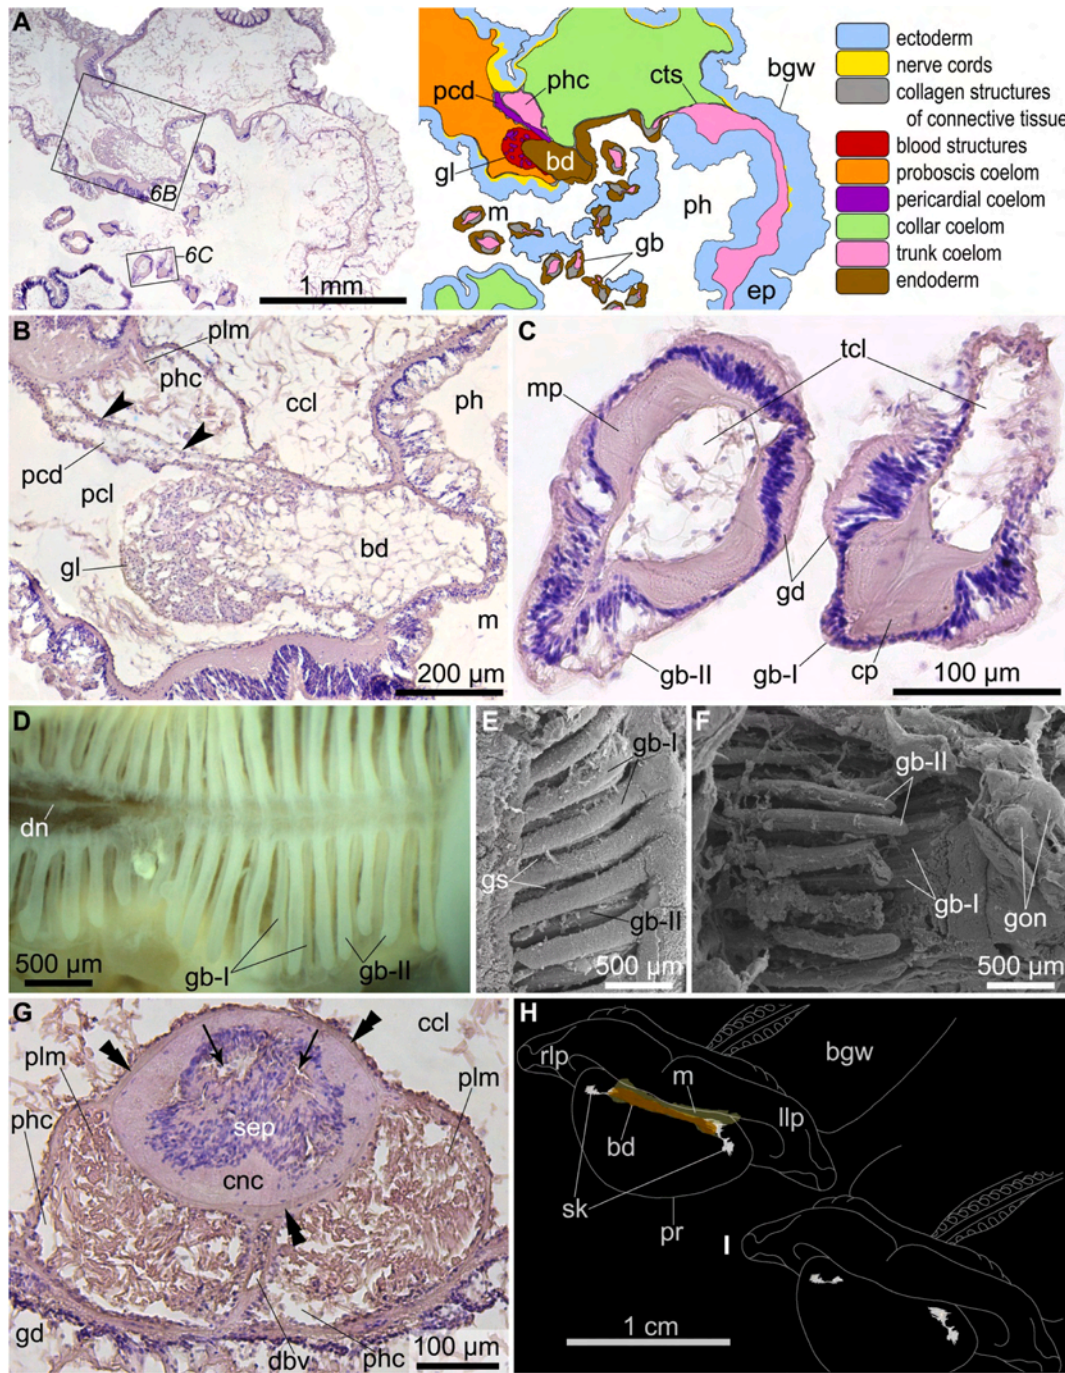 A
6B
6C
1 mm
pcd
phc
cts
bgw
gl
bd
m
ph
gb
ep
ectoderm
nerve cords
collagen structures
of connective tissue
blood structures
proboscis coelom
pericardial coelom
collar coelom
trunk coelom
endoderm
B
plm
phc
ccl
ph
pcd
pcl
bd
gl
m
200 µm
C
tcl
mp
gd
gb-II
gb-I
cp
100 µm
D
dn
500 µm
gb-I
gb-II
E
gb-I
gs
gb-II
500 µm
F
gb-II
gb-I
gon
500 µm
G
ccl
plm
plm
phc
sep
cnc
gd
dbv
phc
100 µm
H
rlp
bgw
m
llp
bd
sk
pr
I
1 cm